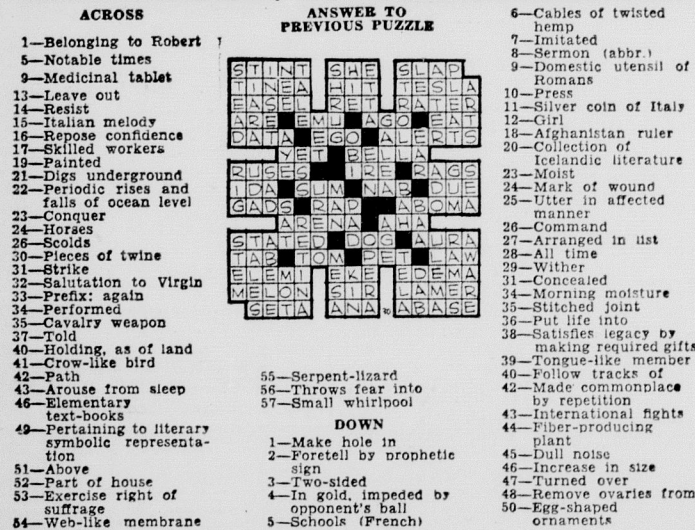 ACROSS
1—Belonging to Robert
5—Notable times
9—Medicinal tablet
13—Leave out
14—Resist
15—Italian melody
16—Repose confidence
17—Skilled workers
19—Painted
21—Digs underground
22—Periodic rises and
falls of ocean level
23—Conquer
24—Horses
26—Scolds
30—Pieces of twine
31—Strike
32—Salutation to Virgin
33—Prefix: again
34—Performed
35—Cavalry weapon
37—Told
40—Holding, as of land
41—Crow-like bird
42—Path
43—Arouse from sleep
46—Elementary
text-books
49—Pertaining to literary
symbolic representa-
tion
51—Above
52—Part of house
53—Exercise right of
suffrage
54—Web-like membrane
ANSWER TO
PREVIOUS PUZZLE
STINT SHE SLAP
TINEA HIT TESLA
EASEL RET RATER
ARE EMU AGO EAT
DATA EGO ALERTS
YET BELLA
RUSES IRE RAGS
IDA SUM NAB DUE
GADS RAP ABOMA
ARENA AHA
STATED DOG AURA
TAB TOM PET LAW
ELEMI EKE EDEMA
MELON SIR LAMER
SETA ANA 30 ABASE
55—Serpent-lizard
56—Throws fear into
57—Small whirlpool
DOWN
1—Make hole in
2—Foretell by prophetic
sign
3—Two-sided
4—In gold, impeded by
opponent's ball
5—Schools (French)
6—Cables of twisted
hemp
7—Imitated
8—Sermon (abbr.)
9—Domestic utensil of
Romans
10—Press
11—Silver coin of Italy
12—Girl
18—Afghanistan ruler
20—Collection of
Icelandic literature
23—Moist
24—Mark of wound
25—Utter in affected
manner
26—Command
27—Arranged in list
28—All time
29—Wither
31—Concealed
34—Morning moisture
35—Stitched joint
36—Put life into
38—Satisfies legacy by
making required gifts
39—Tongue-like member
40—Follow tracks of
42—Made commonplace
by repetition
43—International fights
44—Fiber-producing
plant
45—Dull noise
46—Increase in size
47—Turned over
48—Remove ovaries from
50—Egg-shaped
ornaments